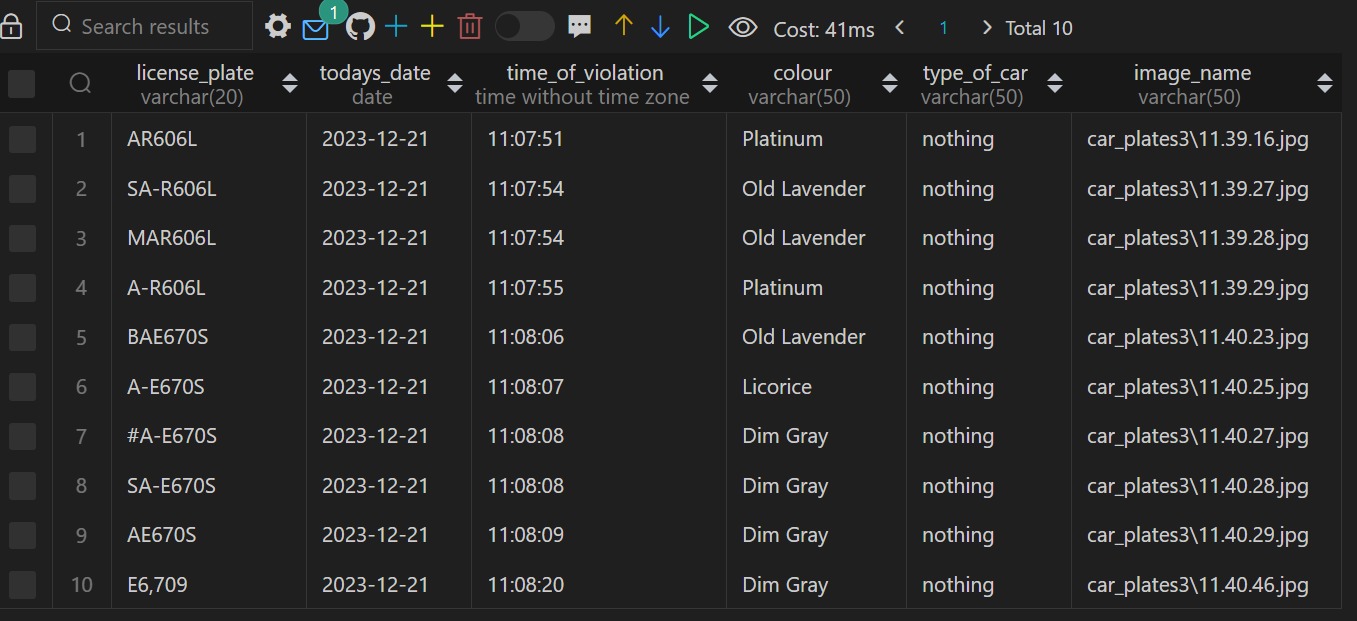 1
Search results Cost: 41ms 1 Total 10
license_plate todays_date time_of_violation colour type_of_car image_name
varchar(20) date time without time zone varchar(50) varchar(50) varchar(50)
1 AR606L 2023-12-21 11:07:51 Platinum nothing car_plates3\11.39.16.jpg
2 SA-R606L 2023-12-21 11:07:54 Old Lavender nothing car_plates3\11.39.27.jpg
3 MAR606L 2023-12-21 11:07:54 Old Lavender nothing car_plates3\11.39.28.jpg
4 A-R606L 2023-12-21 11:07:55 Platinum nothing car_plates3\11.39.29.jpg
5 BAE670S 2023-12-21 11:08:06 Old Lavender nothing car_plates3\11.40.23.jpg
6 A-E670S 2023-12-21 11:08:07 Licorice nothing car_plates3\11.40.25.jpg
7 #A-E670S 2023-12-21 11:08:08 Dim Gray nothing car_plates3\11.40.27.jpg
8 SA-E670S 2023-12-21 11:08:08 Dim Gray nothing car_plates3\11.40.28.jpg
9 AE670S 2023-12-21 11:08:09 Dim Gray nothing car_plates3\11.40.29.jpg
10 E6,709 2023-12-21 11:08:20 Dim Gray nothing car_plates3\11.40.46.jpg